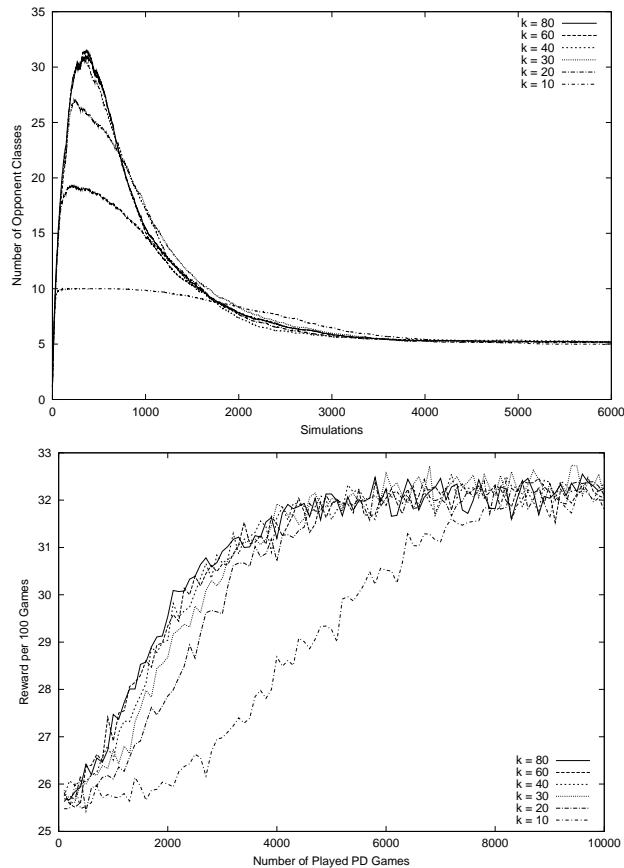 35
30
25
20
15
10
5
0
Number of Opponent Classes
0 1000 2000 3000 4000 5000 6000
Simulations
k = 80
k = 60
k = 40
k = 30
k = 20
k = 10
33
32
31
30
29
28
27
26
25
Reward per 100 Games
0 2000 4000 6000 8000 10000
Number of Played PD Games
k = 80
k = 60
k = 40
k = 30
k = 20
k = 10